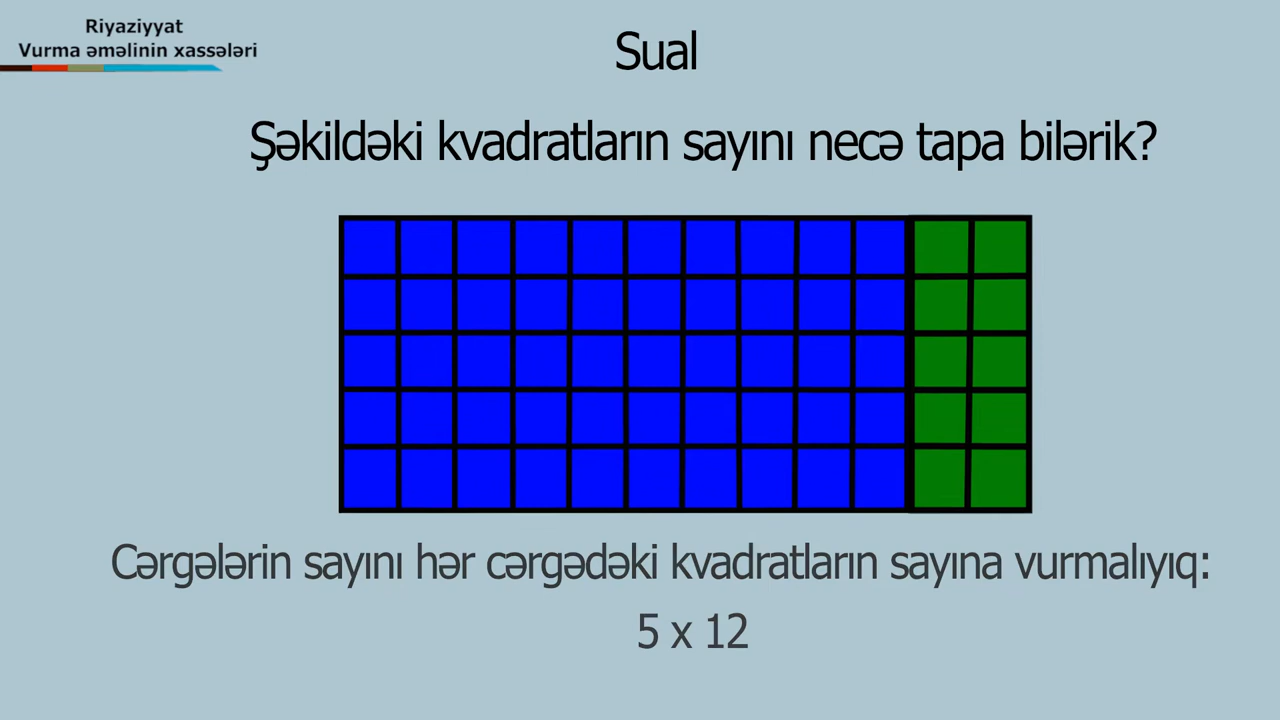 Riyaziyyat
Vurma əməlinin xassələri
Sual
Şəkildəki kvadratların sayını necə tapa bilərik?
Cərgələrin sayını hər cərgədəki kvadratların sayına vurmalıyıq:
5 x 12